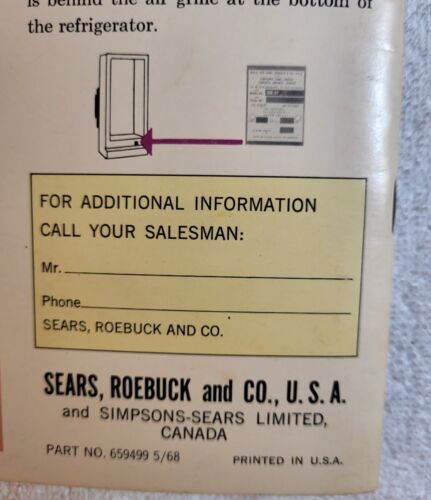 is behind the air grille at the bottom of
the refrigerator.
FOR ADDITIONAL INFORMATION
CALL YOUR SALESMAN:
Mr.
Phone
SEARS, ROEBUCK AND CO.
SEARS, ROEBUCK and CO., U. S. A.
and SIMPSONS-SEARS LIMITED,
CANADA
PART NO. 659499 5/68
PRINTED IN U.S.A.